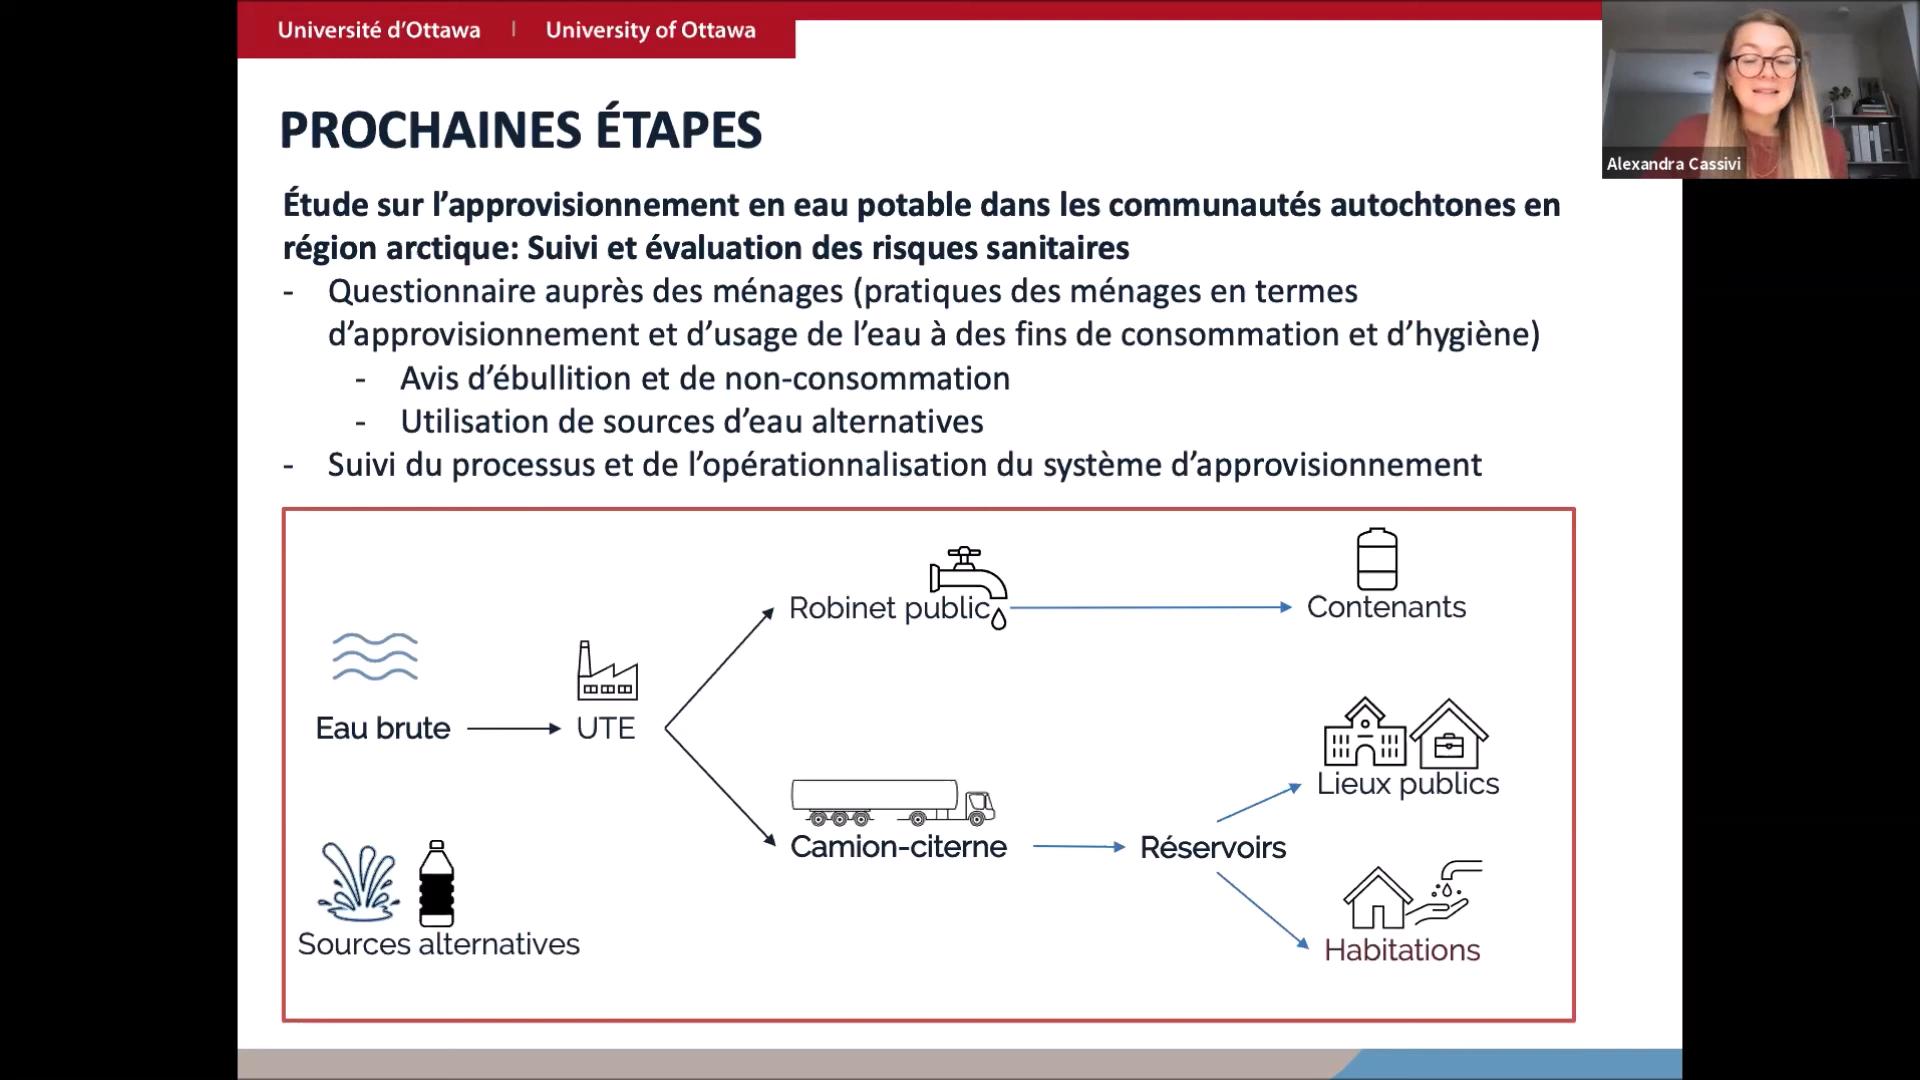 Université d'Ottawa | University of Ottawa
Alexandra Cassivi
PROCHAINES ÉTAPES
Étude sur l’approvisionnement en eau potable dans les communautés autochtones en
région arctique: Suivi et évaluation des risques sanitaires
- Questionnaire auprès des ménages (pratiques des ménages en termes
d’approvisionnement et d’usage de l’eau à des fins de consommation et d’hygiène)
- Avis d’ébullition et de non-consommation
- Utilisation de sources d’eau alternatives
- Suivi du processus et de l’opérationnalisation du système d’approvisionnement
Robinet public
Contenants
Eau brute
UTE
Lieux publics
Camion-citerne
Réservoirs
Sources alternatives
Habitations